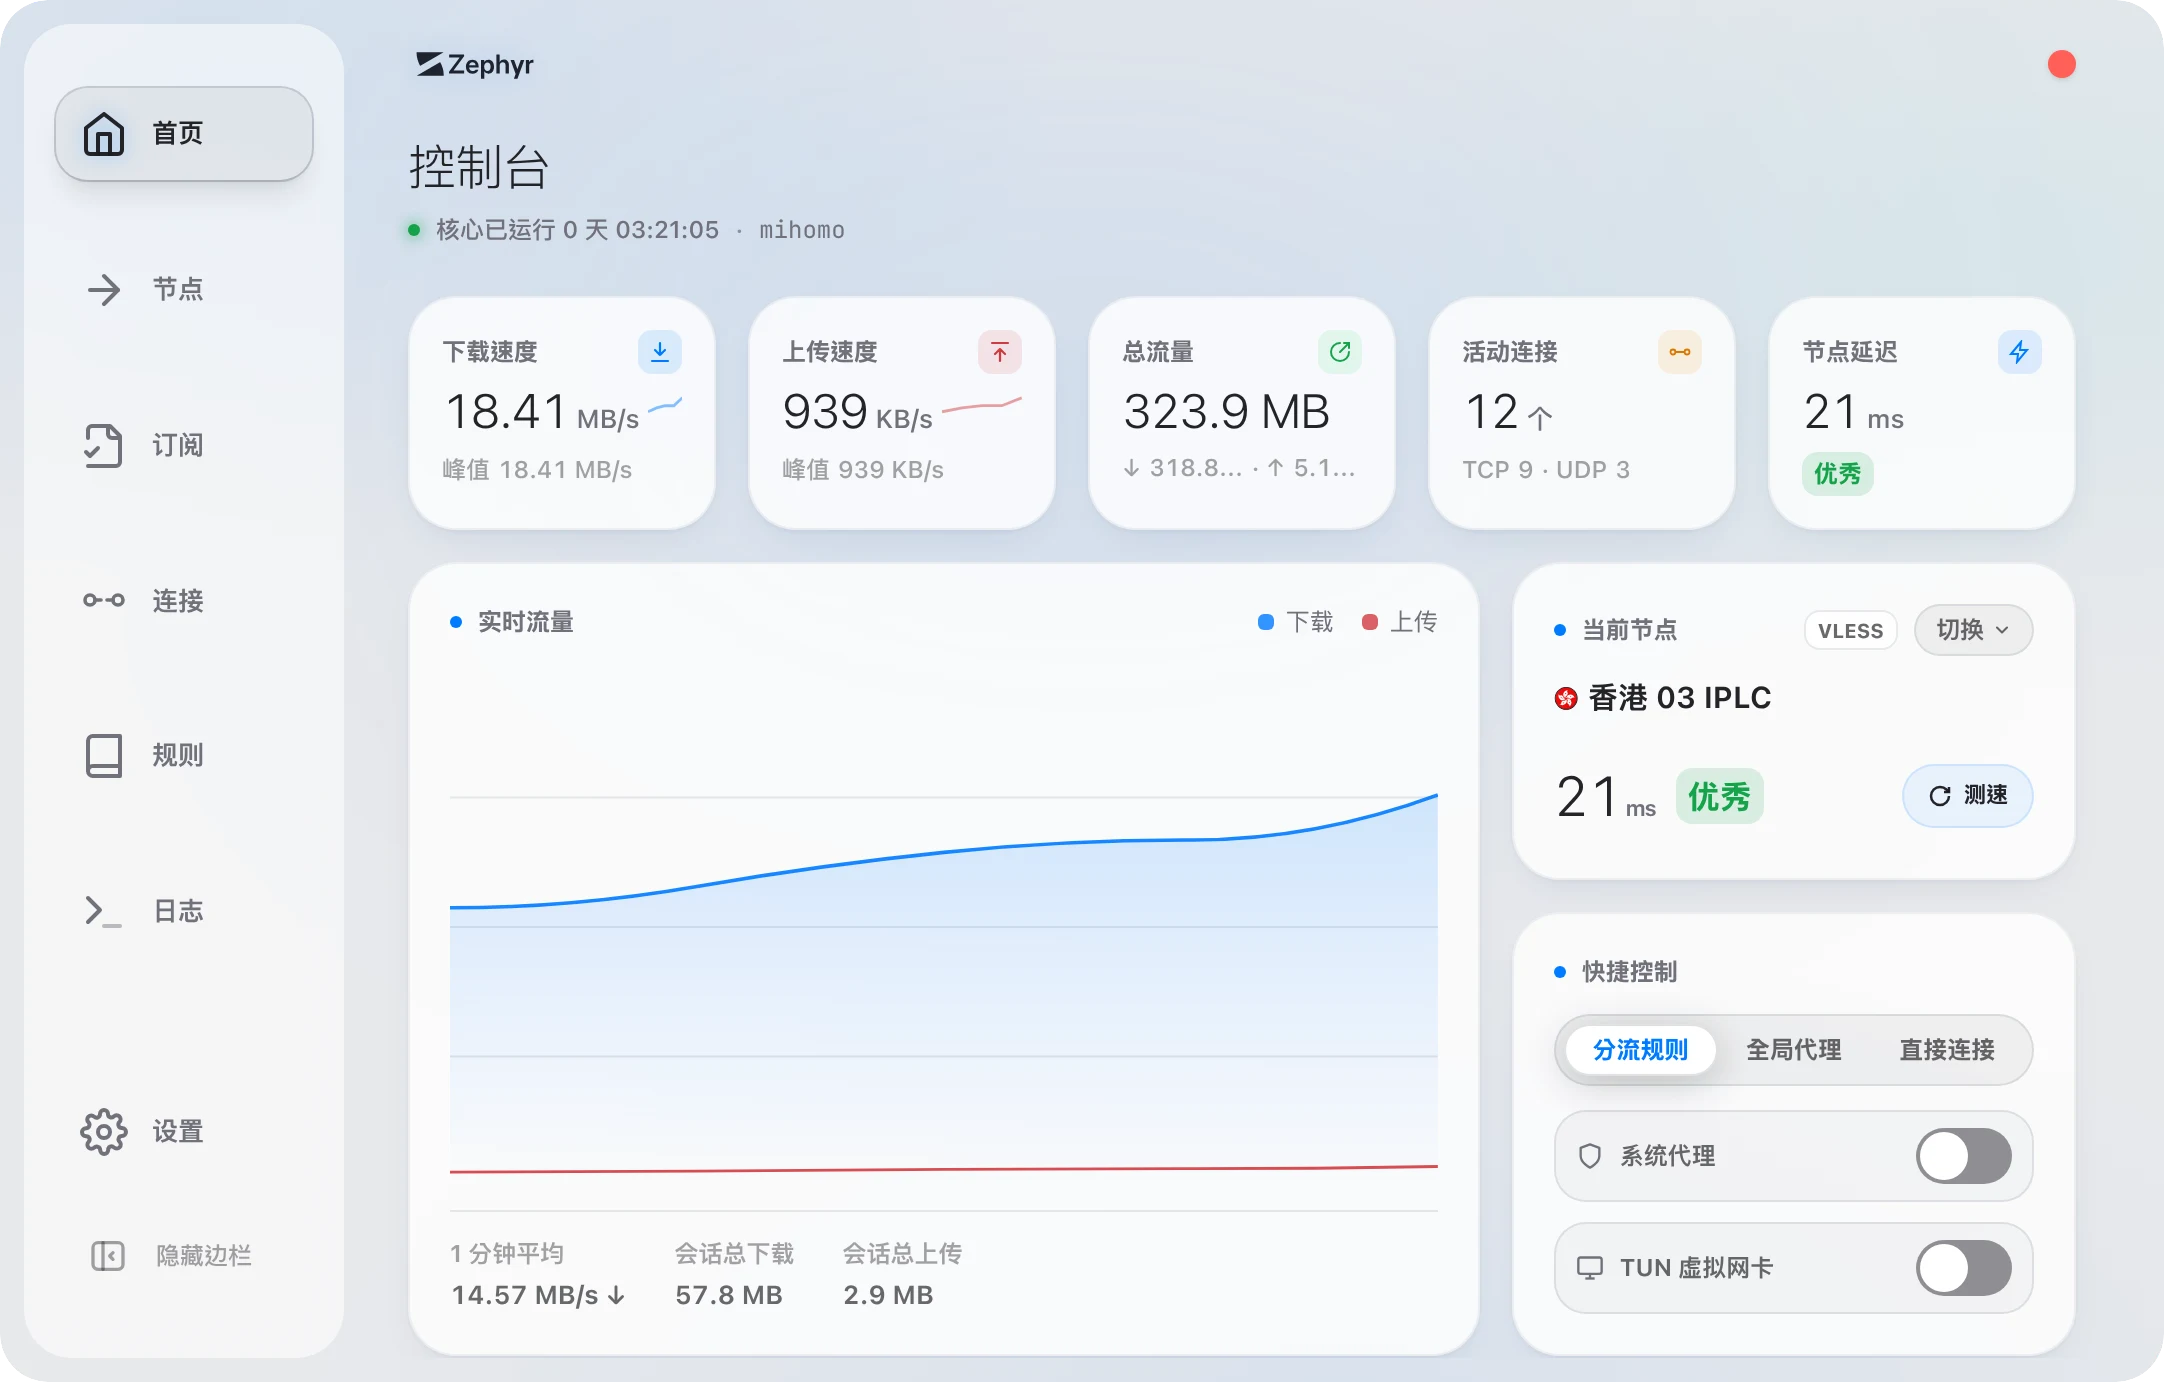 Zephyr
首页
节点
订阅
连接
规则
日志
设置
隐藏边栏
控制台
核心已运行 0 天 03:21:05 · mihomo
下载速度
18.41 MB/s
峰值 18.41 MB/s
上传速度
939 KB/s
峰值 939 KB/s
总流量
323.9 MB
↓ 318.8... · ↑ 5.1...
活动连接
12 个
TCP 9 · UDP 3
节点延迟
21 ms
优秀
实时流量
下载 上传
1 分钟平均
14.57 MB/s ↓
会话总下载
57.8 MB
会话总上传
2.9 MB
当前节点
VLESS
切换
香港 03 IPLC
21 ms
优秀
测速
快捷控制
分流规则 全局代理 直接连接
系统代理
TUN 虚拟网卡